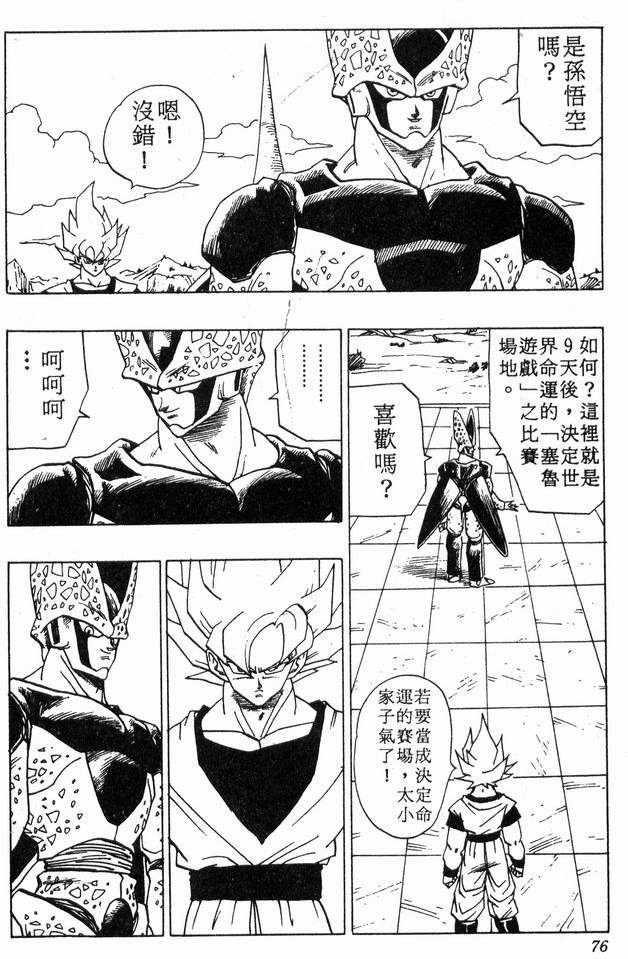 是孫悟空
嗎？
嗯！
沒錯！
如何？這裡就是
9天後，決定世
界命運的「塞魯
遊戲」之比賽
場地。
喜歡嗎？
…………
…
呵呵呵
若要當成決定命
運的賽場，太小
家子氣了！
76